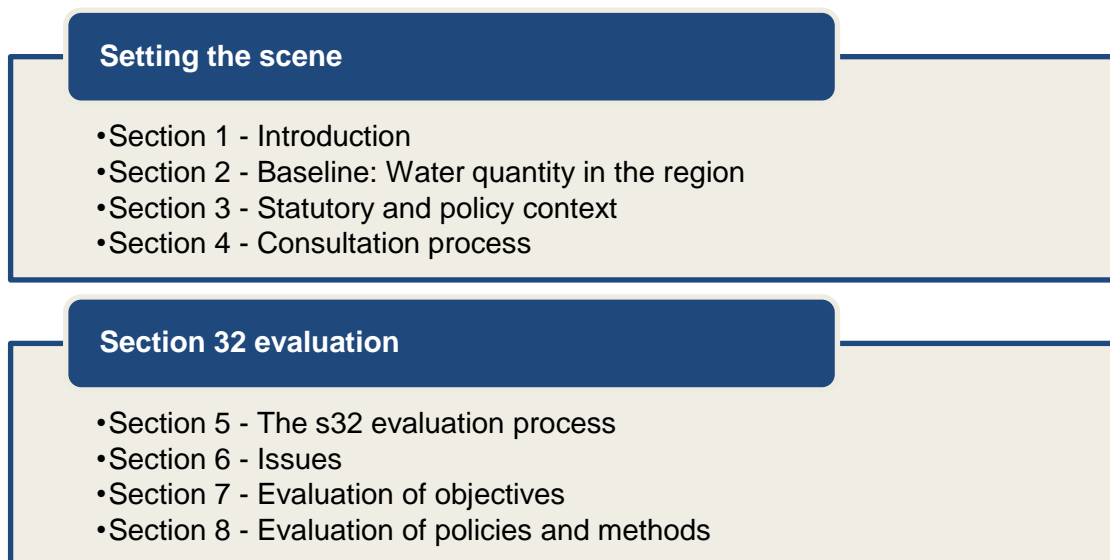 Setting the scene
•Section 1 - Introduction
•Section 2 - Baseline: Water quantity in the region
•Section 3 - Statutory and policy context
•Section 4 - Consultation process
Section 32 evaluation
•Section 5 - The s32 evaluation process
•Section 6 - Issues
•Section 7 - Evaluation of objectives
•Section 8 - Evaluation of policies and methods